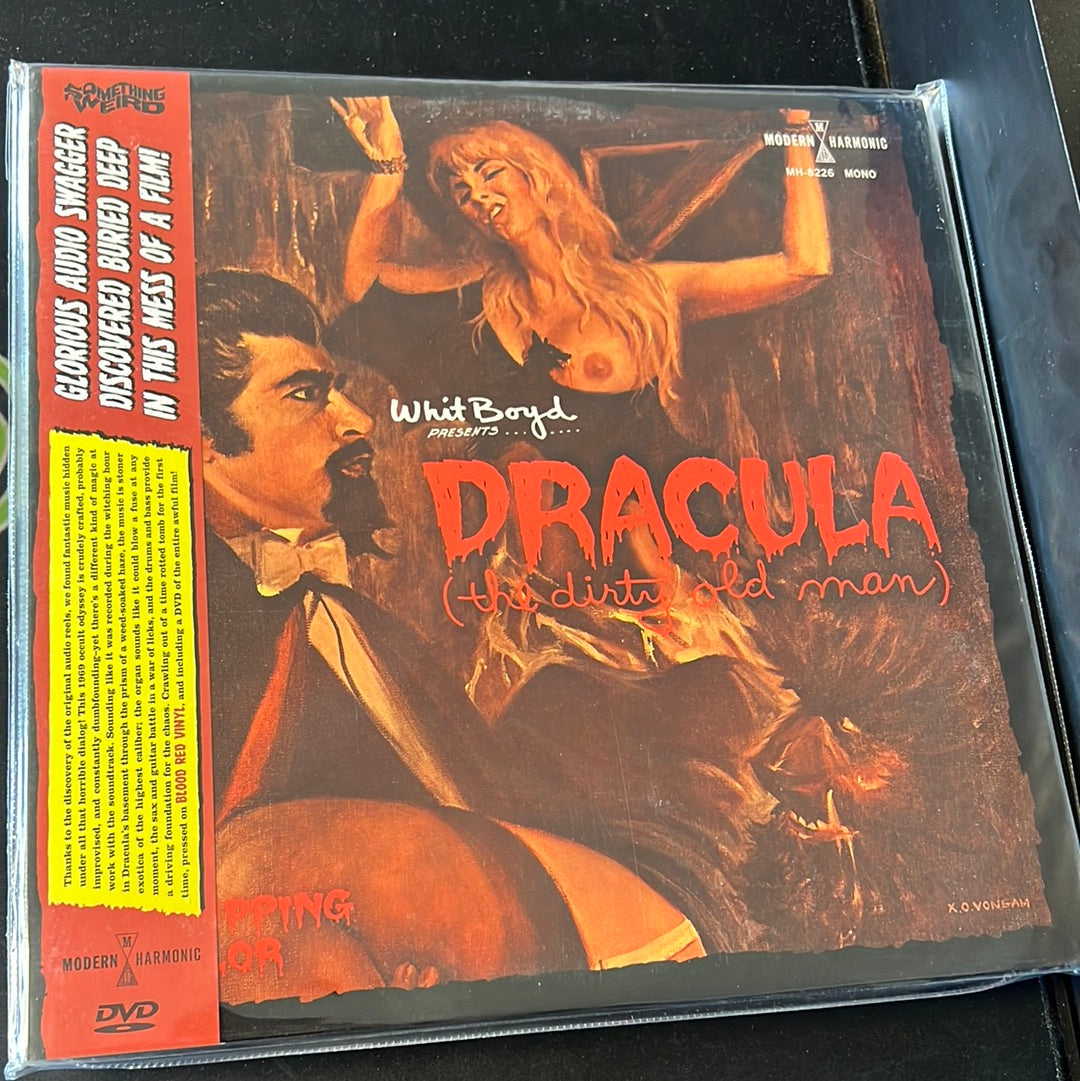 SOMETHING
WEIRD
GLORIOUS AUDIO SWAGGER
DISCOVERED BURIED DEEP
IN THIS MESS OF A FILM!
Thanks to the discovery of the original audio reels, we found fantastic music hidden
under all that horrible dialog! This 1969 occult odyssey is crudely crafted, probably
improvised, and constantly dumbfounding–yet there's a different kind of magic at
work with the soundtrack. Sounding like it was recorded during the witching hour
in Dracula's basement through the prism of a weed-soaked haze, the music is stoner
exotica of the highest caliber; the organ sounds like it could blow a fuse at any
moment, the sax and guitar battle in a war of licks, and the drums and bass provide
a driving foundation for the chaos. Crawling out of a time rotted tomb for the first
time, pressed on BLOOD RED VINYL, and including a DVD of the entire awful film!
MODERN HARMONIC
DVD
MODERN HARMONIC
MH-8226 MONO
Whit Boyd
PRESENTS . . . . . . .
DRACULA
(the dirty old man)
PPING
OR
X.O.VONGAM